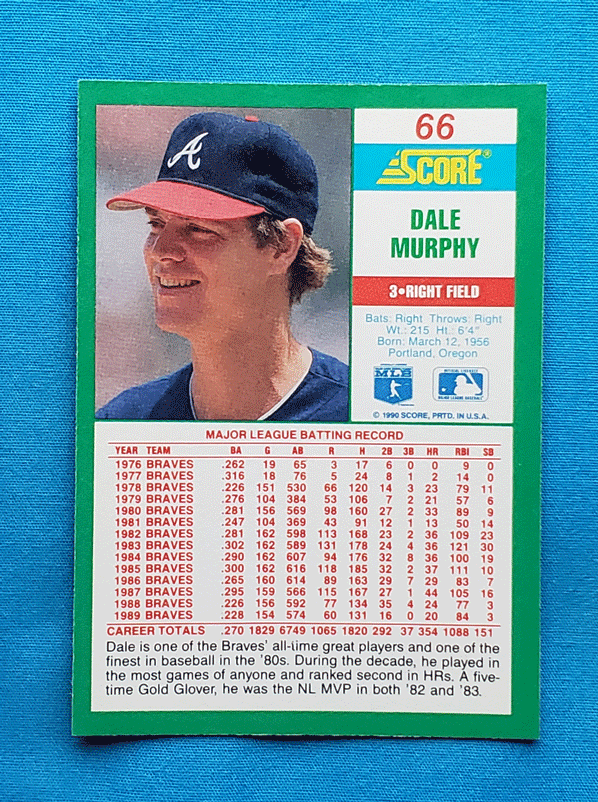 66
SCORE®
DALE
MURPHY
3•RIGHT FIELD
Bats: Right Throws: Right
Wt.: 215 Ht.: 6'4"
Born: March 12, 1956
Portland, Oregon
MLB
MAJOR LEAGUE BASEBALL
© 1990 SCORE, PRTD. IN U.S.A.
MAJOR LEAGUE BATTING RECORD
YEAR TEAM BA G AB R H 2B 3B HR RBI SB
1976 BRAVES .262 19 65 3 17 6 0 0 9 0
1977 BRAVES .316 18 76 5 24 8 1 2 14 0
1978 BRAVES .226 151 530 66 120 14 3 23 79 11
1979 BRAVES .276 104 384 53 106 7 2 21 57 6
1980 BRAVES .281 156 569 98 160 27 2 33 89 9
1981 BRAVES .247 104 369 43 91 12 1 13 50 14
1982 BRAVES .281 162 598 113 168 23 2 36 109 23
1983 BRAVES .302 162 589 131 178 24 4 36 121 30
1984 BRAVES .290 162 607 94 176 32 8 36 100 19
1985 BRAVES .300 162 616 118 185 32 2 37 111 10
1986 BRAVES .265 160 614 89 163 29 7 29 83 7
1987 BRAVES .295 159 566 115 167 27 1 44 105 16
1988 BRAVES .226 156 592 77 134 35 4 24 77 3
1989 BRAVES .228 154 574 60 131 16 0 20 84 3
CAREER TOTALS .270 1829 6749 1065 1820 292 37 354 1088 151
Dale is one of the Braves' all-time great players and one of the
finest in baseball in the '80s. During the decade, he played in
the most games of anyone and ranked second in HRs. A five-
time Gold Glover, he was the NL MVP in both '82 and '83.